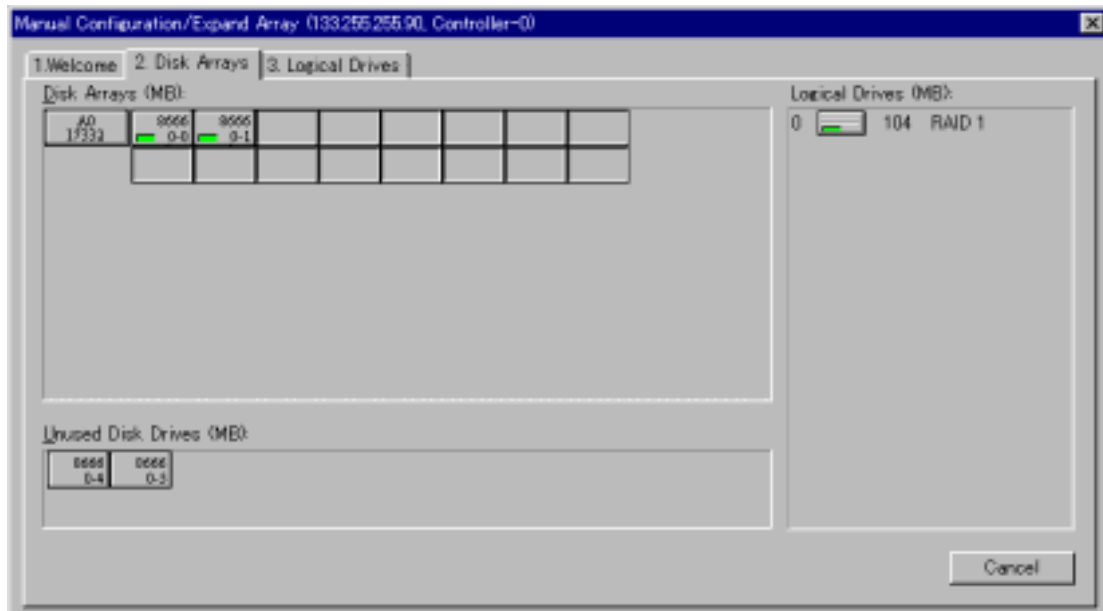 Manual Configuration/Expand Array (133.255.255.90, Controller-0)
1.Welcome 2. Disk Arrays 3. Logical Drives
Disk Arrays (MB):
Logical Drives (MB):
A0
8666
8666
0 104 RAID 1
0-0
0-1
Unused Disk Drives (MB):
8666
8666
0-4
Cancel